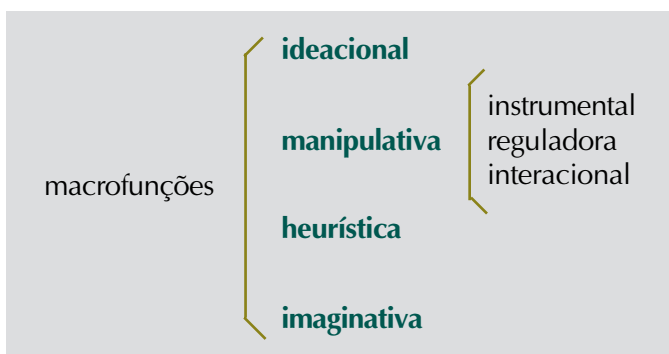 macrofunções
ideacional
manipulativa
instrumental
reguladora
interacional
heurística
imaginativa